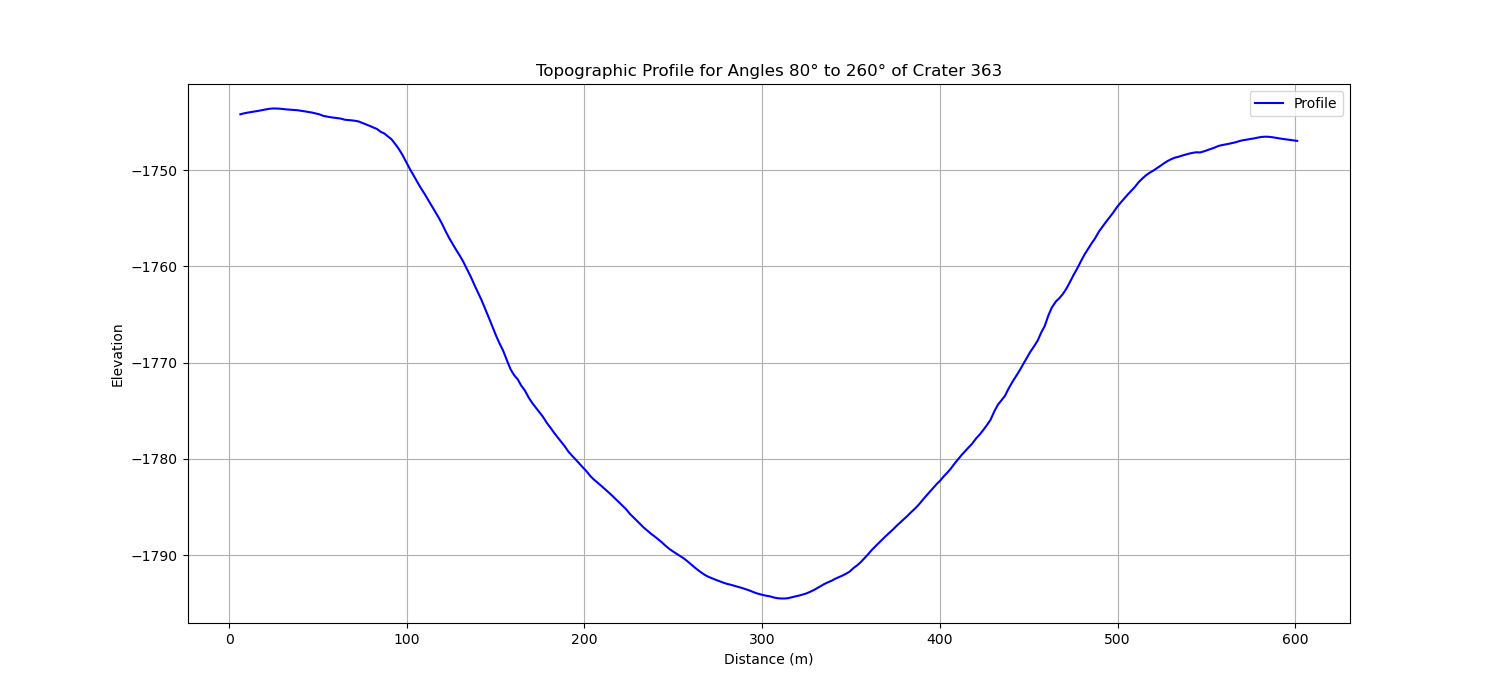 Topographic Profile for Angles 80° to 260° of Crater 363
Profile
−1750
−1760
−1770
−1780
−1790
Elevation
0 100 200 300 400 500 600
Distance (m)